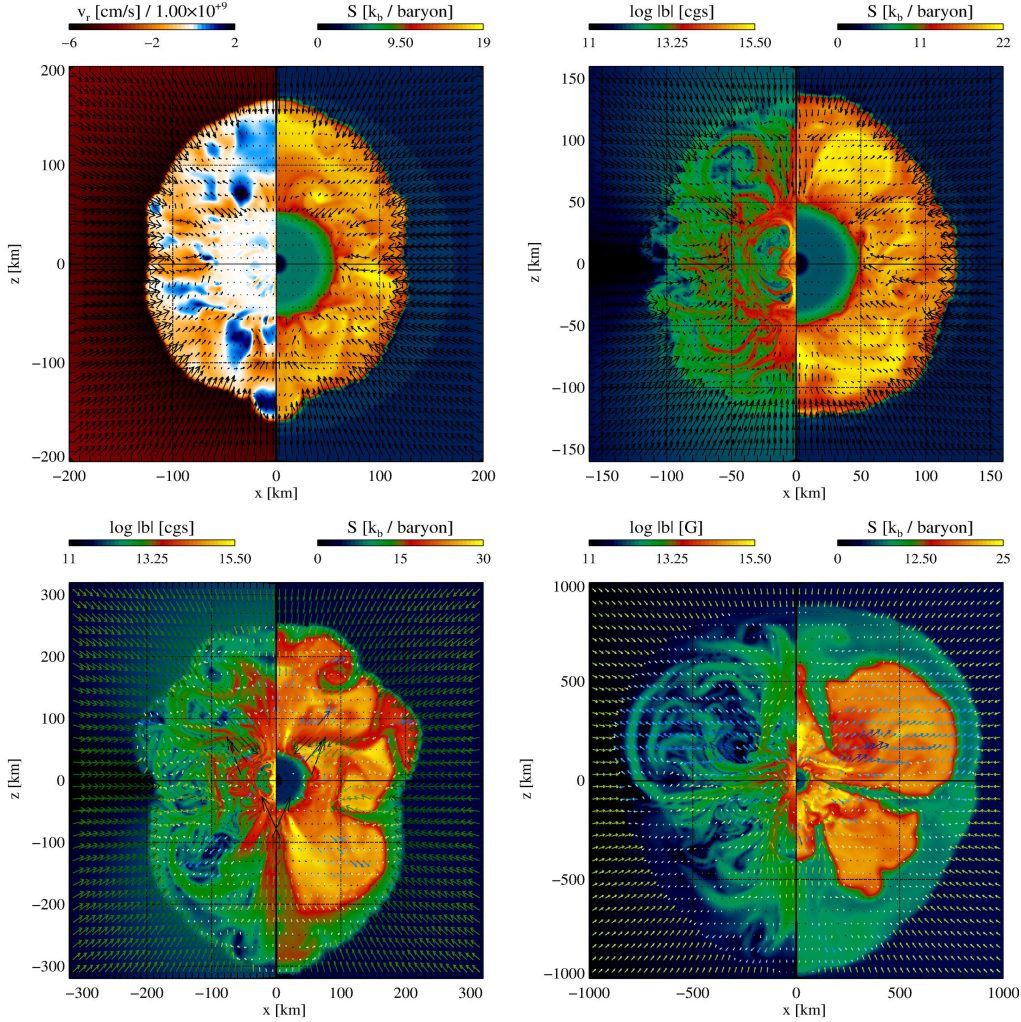 v_r [cm/s] / 1.00×10⁺⁹
−6 −2 2
S [k_b / baryon]
0 9.50 19
200
100
0
−100
−200
z [km]
−200 −100 0 100 200
x [km]
log |b| [cgs]
11 13.25 15.50
S [k_b / baryon]
0 11 22
150
100
50
0
−50
−100
−150
z [km]
−150 −100 −50 0 50 100 150
x [km]
log |b| [cgs]
11 13.25 15.50
S [k_b / baryon]
0 15 30
300
200
100
0
−100
−200
−300
z [km]
−300 −200 −100 0 100 200 300
x [km]
log |b| [G]
11 13.25 15.50
S [k_b / baryon]
0 12.50 25
1000
500
0
−500
−1000
z [km]
−1000 −500 0 500 1000
x [km]